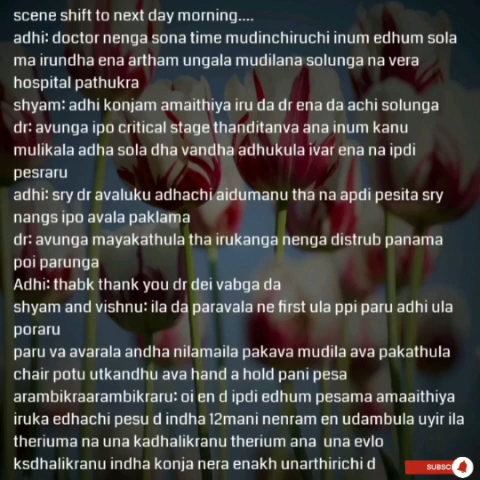 scene shift to next day morning....
adhi: doctor nenga sona time mudinchiruchi inum edhum sola
ma irundha ena artham ungala mudilana solunga na vera
hospital pathukra
shyam: adhi konjam amaithiya iru da dr ena da achi solunga
dr: avunga ipo critical stage thanditanva ana inum kanu
mulikala adha sola dha vandha adhukula ivar ena na ipdi
pesraru
adhi: sry dr avaluku adhachi aidumanu tha na apdi pesita sry
nangs ipo avala paklama
dr: avunga mayakathula tha irukanga nenga distrub panama
poi parunga
Adhi: thabk thank you dr dei vabga da
shyam and vishnu: ila da paravala ne first ula ppi paru adhi ula
poraru
paru va avarala andha nilamaila pakava mudila ava pakathula
chair potu utkandhu ava hand a hold pani pesa
arambikraarambikraru: oi en d ipdi edhum pesama amaaithiya
iruka edhachi pesu d indha 12mani nenram en udambula uyir ila
theriuma na una kadhalikranu therium ana una evlo
ksdhalikranu indha konja nera enakh unarthirichi d
SUBSC